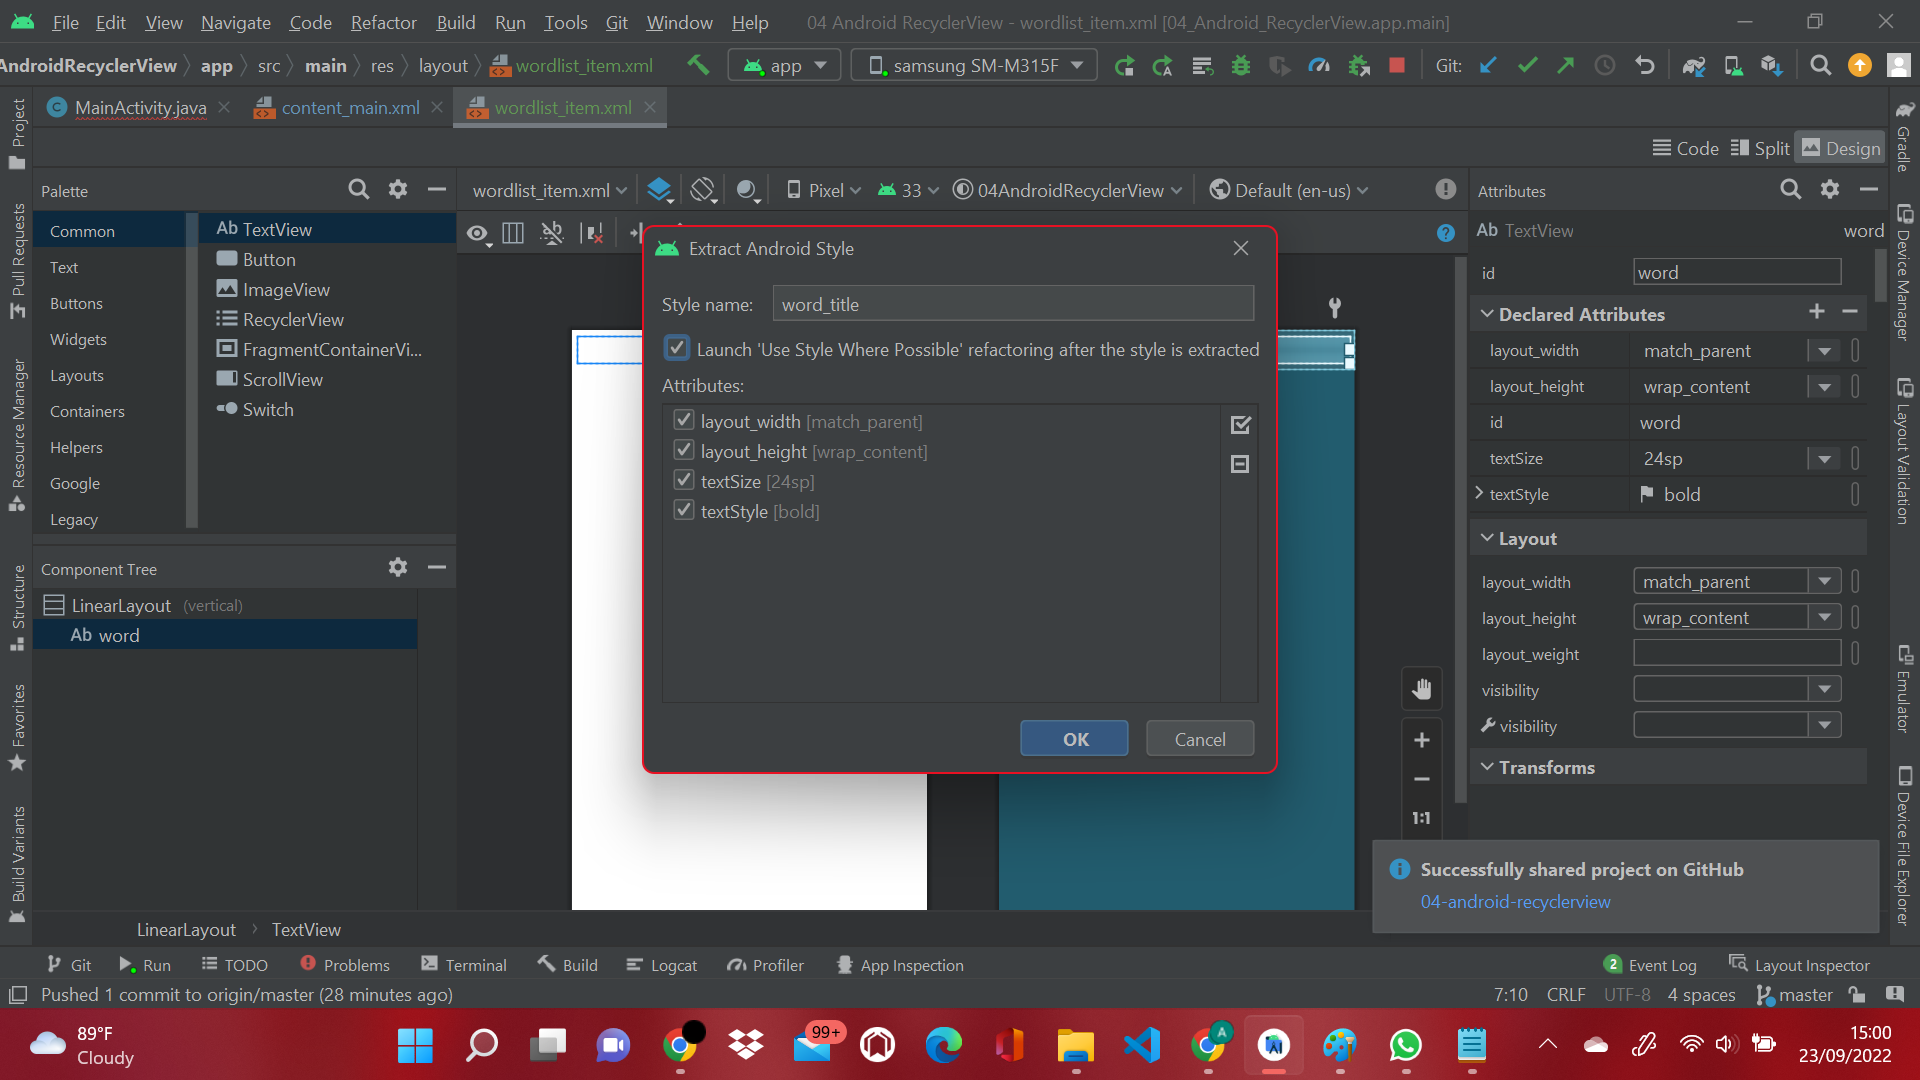 File Edit View Navigate Code Refactor Build Run Tools Git Window Help 04 Android RecyclerView - wordlist_item.xml [04_Android_RecyclerView.app.main]
AndroidRecyclerView app src main res layout wordlist_item.xml app samsung SM-M315F Git:
MainActivity.java content_main.xml wordlist_item.xml
Code Split Design
Project
Pull Requests
Resource Manager
Structure
Favorites
Build Variants
Palette
Common
Text
Buttons
Widgets
Layouts
Containers
Helpers
Google
Legacy
Ab TextView
Button
ImageView
RecyclerView
FragmentContainerVi...
ScrollView
Switch
Component Tree
LinearLayout (vertical)
Ab word
wordlist_item.xml Pixel 33 04AndroidRecyclerView Default (en-us)
Extract Android Style
Style name: word_title
Launch 'Use Style Where Possible' refactoring after the style is extracted
Attributes:
layout_width [match_parent]
layout_height [wrap_content]
textSize [24sp]
textStyle [bold]
OK Cancel
1:1
Attributes
Ab TextView word
id word
Declared Attributes
layout_width match_parent
layout_height wrap_content
id word
textSize 24sp
textStyle bold
Layout
layout_width match_parent
layout_height wrap_content
layout_weight
visibility
visibility
Transforms
Gradle
Device Manager
Layout Validation
Emulator
Device File Explorer
Successfully shared project on GitHub
04-android-recyclerview
LinearLayout TextView
Git Run TODO Problems Terminal Build Logcat Profiler App Inspection 2 Event Log Layout Inspector
Pushed 1 commit to origin/master (28 minutes ago) 7:10 CRLF UTF-8 4 spaces master
89°F
Cloudy
99+
A
15:00
23/09/2022